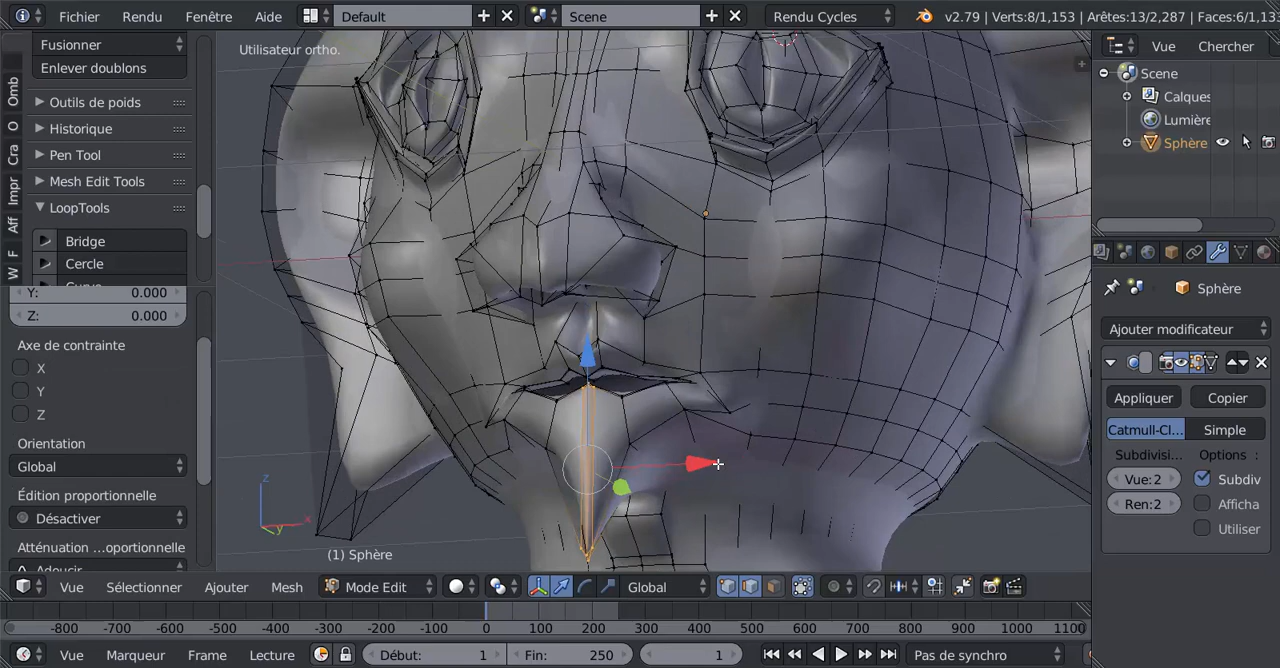 Fichier Rendu Fenêtre Aide Default Scene Rendu Cycles v2.79 | Verts:8/1,153 | Arêtes:13/2,287 | Faces:6/1,13
Fusionner
Enlever doublons
Outils de poids
Historique
Pen Tool
Mesh Edit Tools
LoopTools
Bridge
Cercle
Omb
O
Cra
Impr
Aff
F
W
Y: 0.000
Z: 0.000
Axe de contrainte
X
Y
Z
Orientation
Global
Édition proportionnelle
Désactiver
Atténuation ...oportionnelle
Utilisateur ortho.
z
x
y
(1) Sphère
Vue Chercher
Scene
Calques
Lumière
Sphère
Sphère
Ajouter modificateur
Appliquer Copier
Catmull-Cl... Simple
Subdivisi... Options :
Vue:2 Subdiv
Ren:2 Afficha
Utiliser
Vue Sélectionner Ajouter Mesh Mode Edit Global
-800 -700 -600 -500 -400 -300 -200 -100 0 100 200 300 400 500 600 700 800 900 1000 1100
Vue Marqueur Frame Lecture Début: 1 Fin: 250 1 Pas de synchro